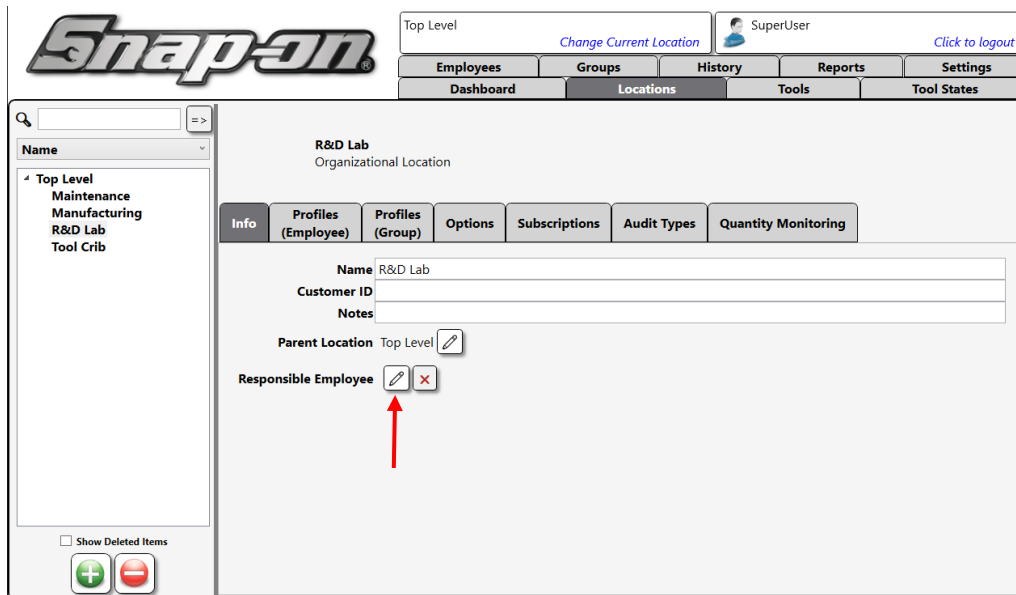 Snap-on®
Top Level
Change Current Location
SuperUser
Click to logout
Employees Groups History Reports Settings
Dashboard Locations Tools Tool States
=>
Name
Top Level
Maintenance
Manufacturing
R&D Lab
Tool Crib
Show Deleted Items
R&D Lab
Organizational Location
Info
Profiles (Employee)
Profiles (Group)
Options
Subscriptions
Audit Types
Quantity Monitoring
Name R&D Lab
Customer ID
Notes
Parent Location Top Level
Responsible Employee